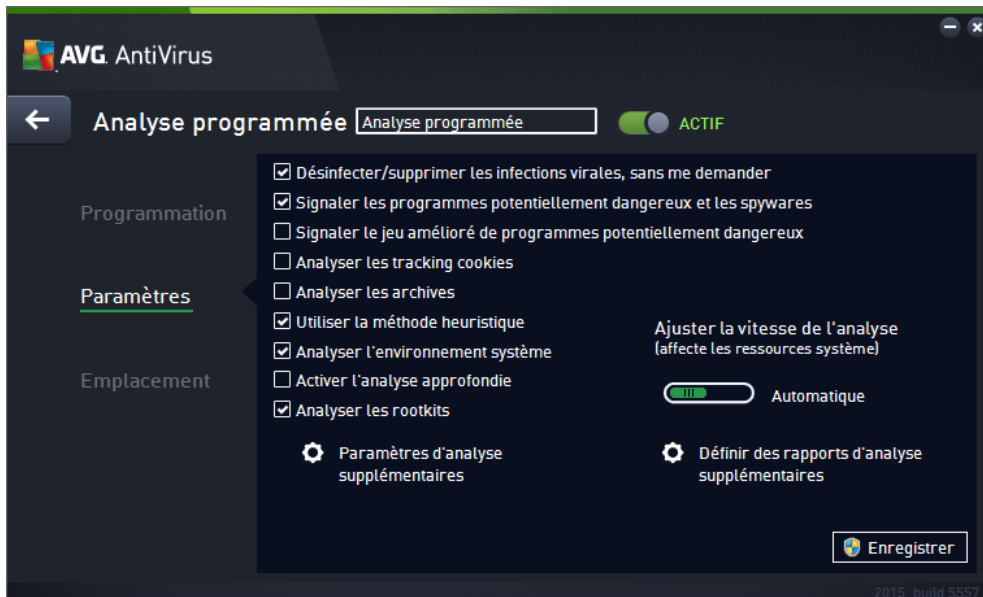 AVG. AntiVirus
Analyse programmée Analyse programmée ACTIF
Programmation
Paramètres
Emplacement
Désinfecter/supprimer les infections virales, sans me demander
Signaler les programmes potentiellement dangereux et les spywares
Signaler le jeu amélioré de programmes potentiellement dangereux
Analyser les tracking cookies
Analyser les archives
Utiliser la méthode heuristique
Analyser l'environnement système
Activer l'analyse approfondie
Analyser les rootkits
Ajuster la vitesse de l'analyse
(affecte les ressources système)
Automatique
Paramètres d'analyse
supplémentaires
Définir des rapports d'analyse
supplémentaires
Enregistrer
2015, build 5557